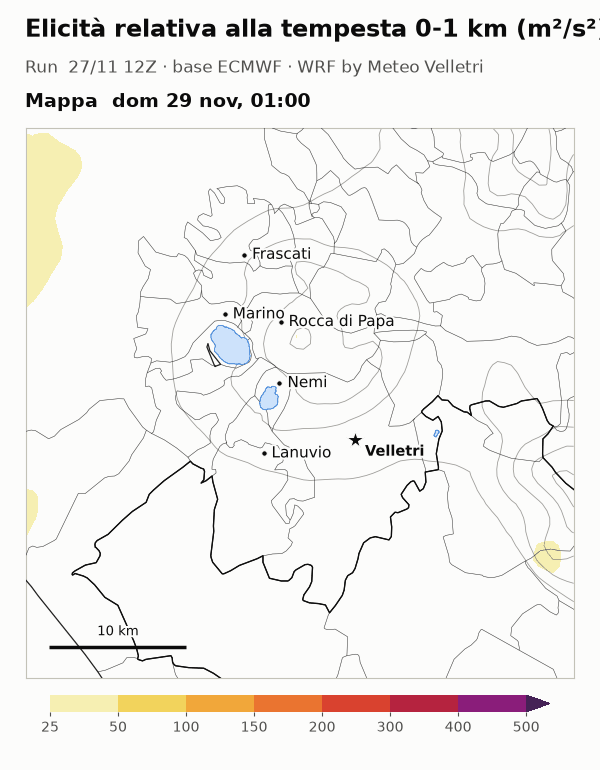 Elicità relativa alla tempesta 0-1 km (m²/s²)
Run 27/11 12Z · base ECMWF · WRF by Meteo Velletri
Mappa dom 29 nov, 01:00
Frascati
Marino
Rocca di Papa
Nemi
Velletri
Lanuvio
10 km
25 50 100 150 200 300 400 500